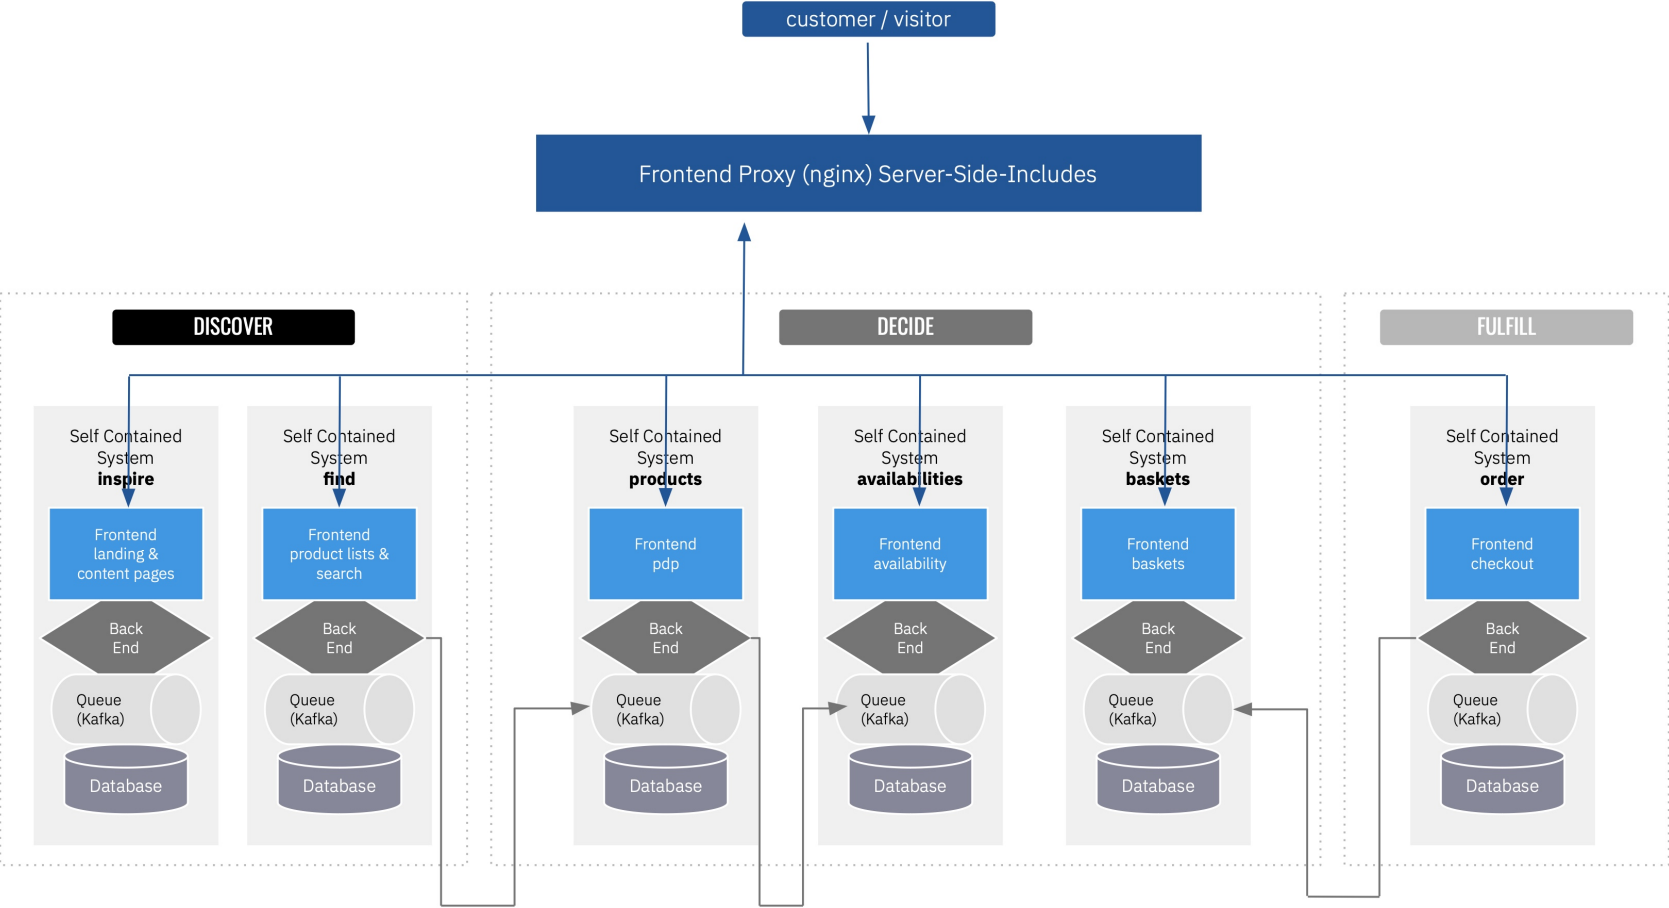 customer / visitor
Frontend Proxy (nginx) Server-Side-Includes
DISCOVER
DECIDE
FULFILL
Self Contained
System
inspire
Frontend
landing &
content pages
Back
End
Queue
(Kafka)
Database
Self Contained
System
find
Frontend
product lists &
search
Back
End
Queue
(Kafka)
Database
Self Contained
System
products
Frontend
pdp
Back
End
Queue
(Kafka)
Database
Self Contained
System
availabilities
Frontend
availability
Back
End
Queue
(Kafka)
Database
Self Contained
System
baskets
Frontend
baskets
Back
End
Queue
(Kafka)
Database
Self Contained
System
order
Frontend
checkout
Back
End
Queue
(Kafka)
Database